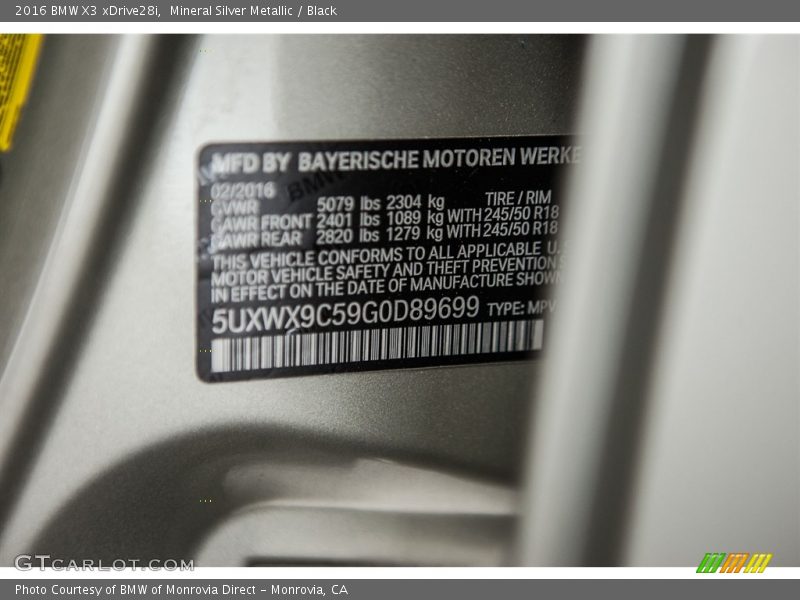 2016 BMW X3 xDrive28i,  Mineral Silver Metallic / Black
MFD BY BAYERISCHE MOTOREN WERKE
02/2016
GVWR 5079 lbs 2304 kg TIRE / RIM
GAWR FRONT 2401 lbs 1089 kg WITH 245/50 R18
GAWR REAR 2820 lbs 1279 kg WITH 245/50 R18
THIS VEHICLE CONFORMS TO ALL APPLICABLE U.S
MOTOR VEHICLE SAFETY AND THEFT PREVENTION
IN EFFECT ON THE DATE OF MANUFACTURE SHOWN
5UXWX9C59G0D89699 TYPE: MPV
GTCARLOT.COM
Photo Courtesy of BMW of Monrovia Direct - Monrovia, CA